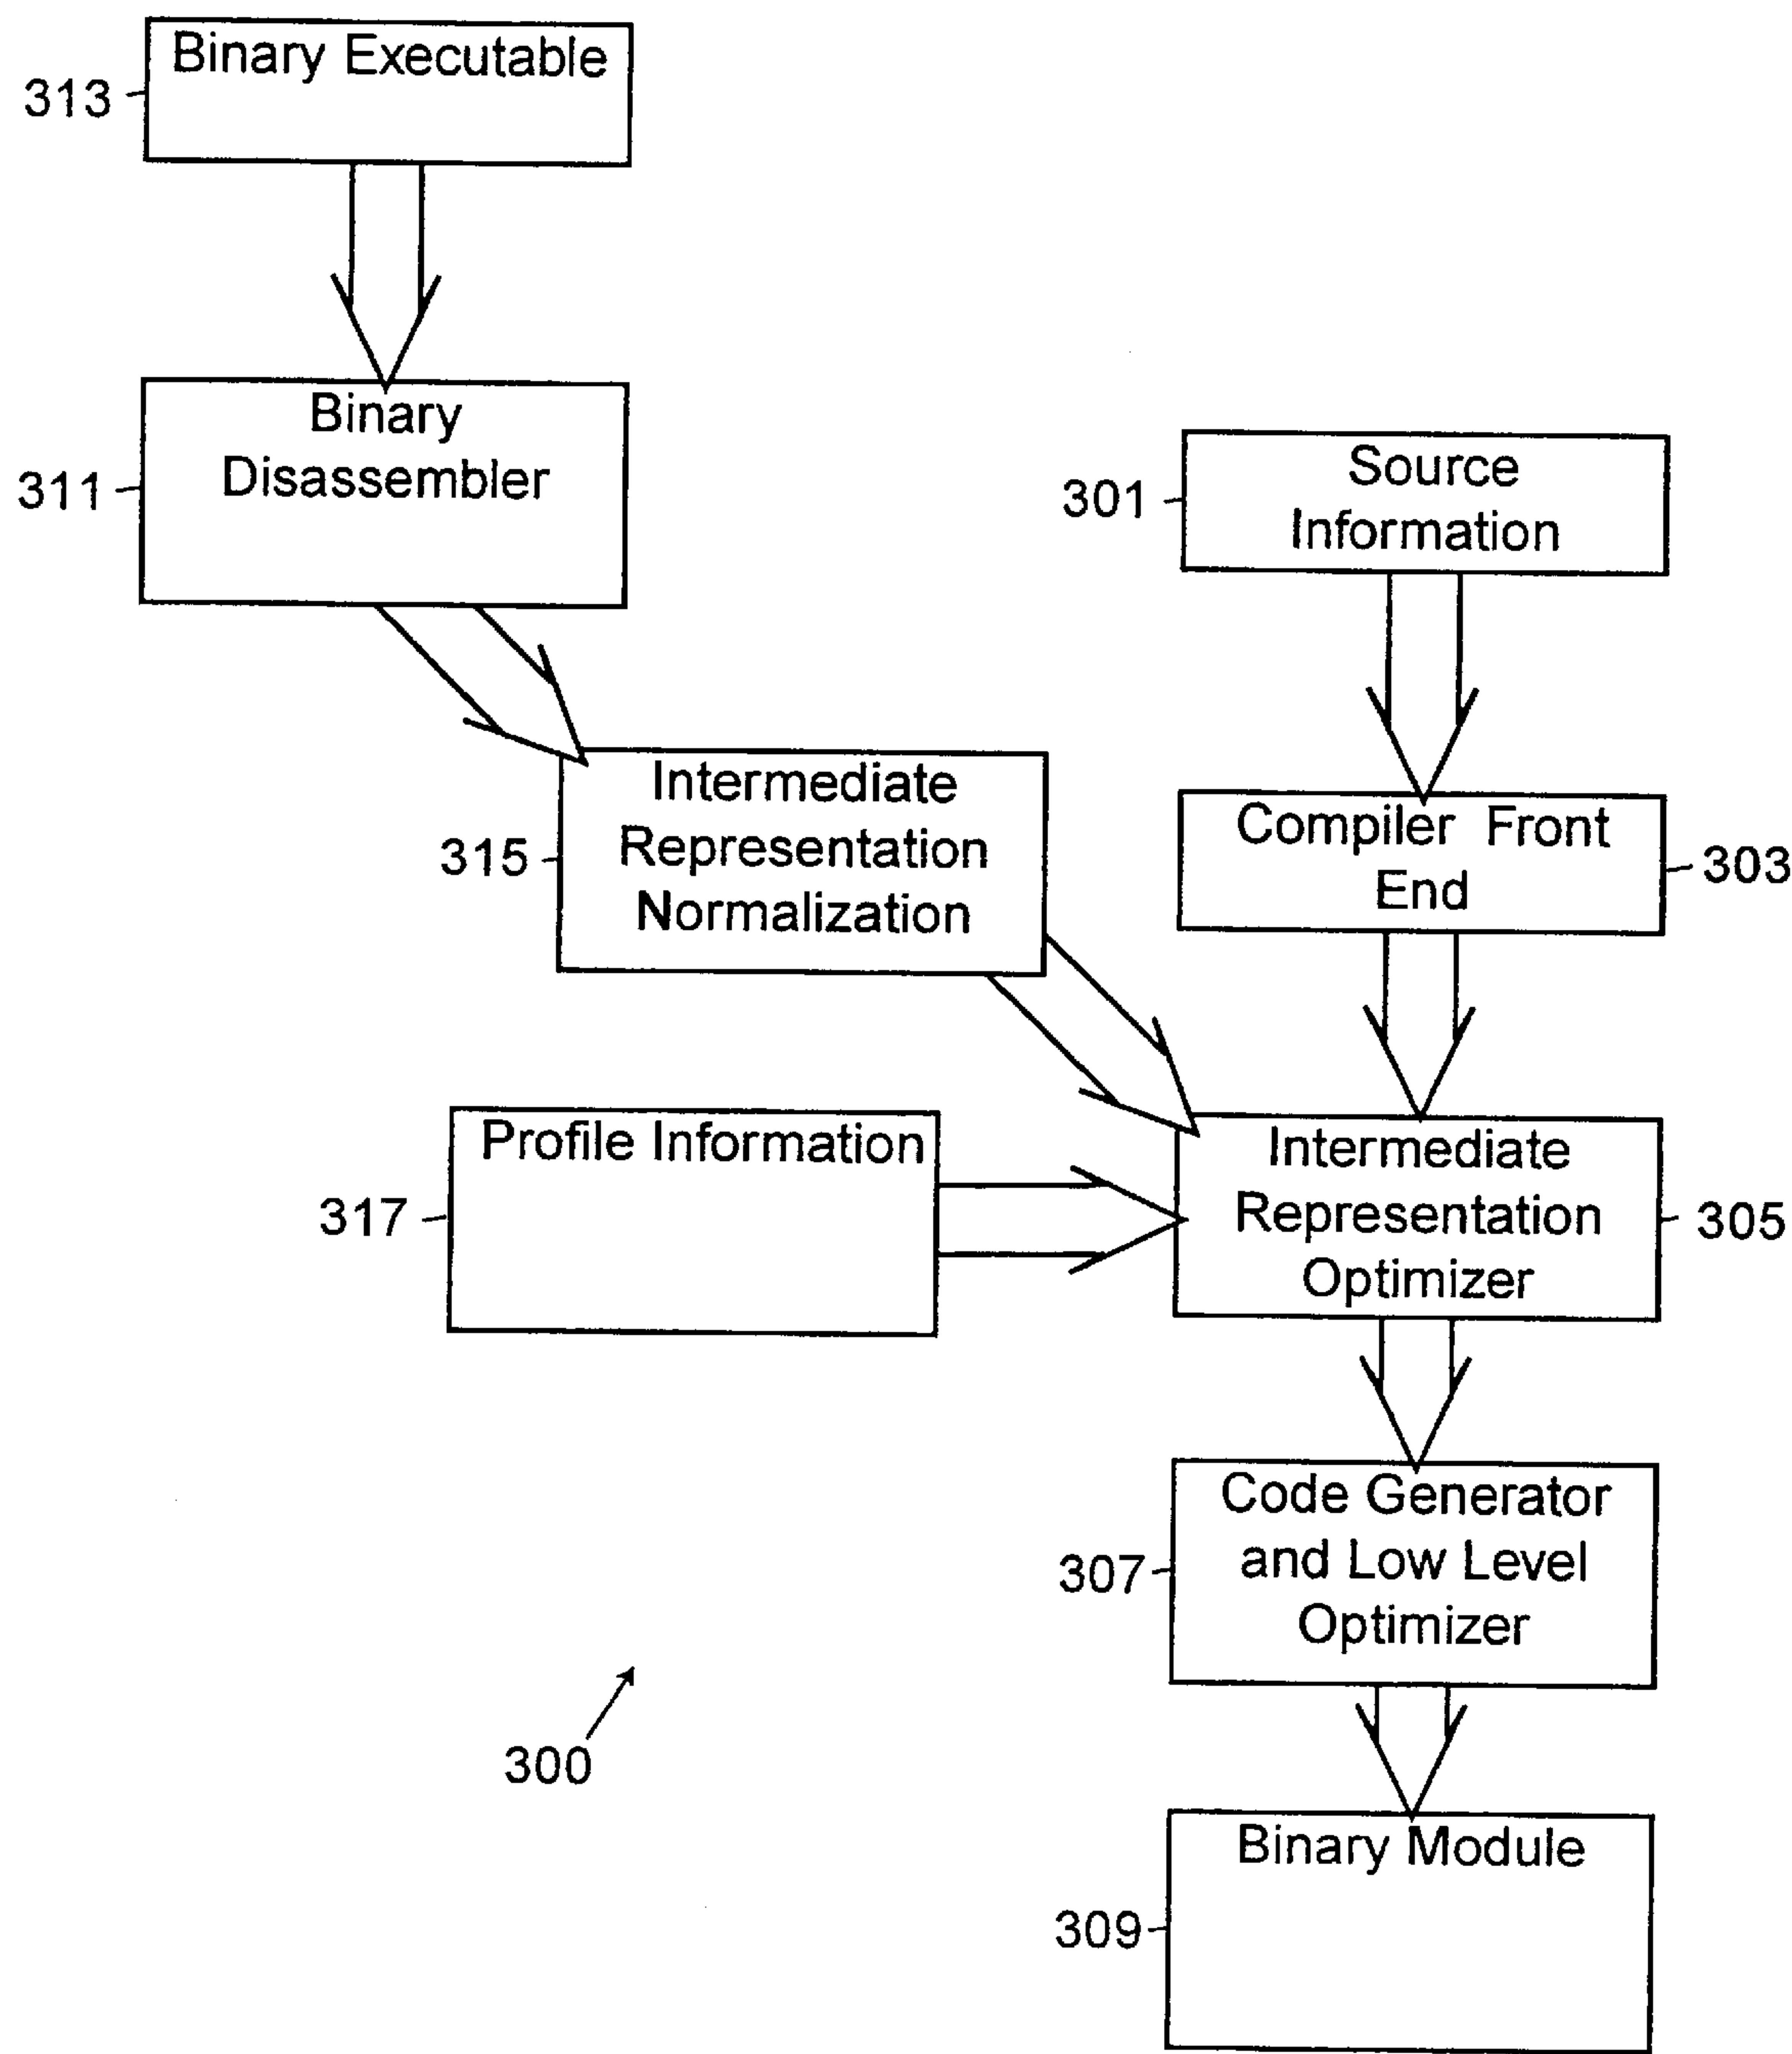 Binary Executable
313
Binary
Disassembler
311
Source
Information
301
Intermediate
Representation
Normalization
315
Compiler Front
End
303
Profile Information
317
Intermediate
Representation
Optimizer
305
Code Generator
and Low Level
Optimizer
307
300
Binary Module
309